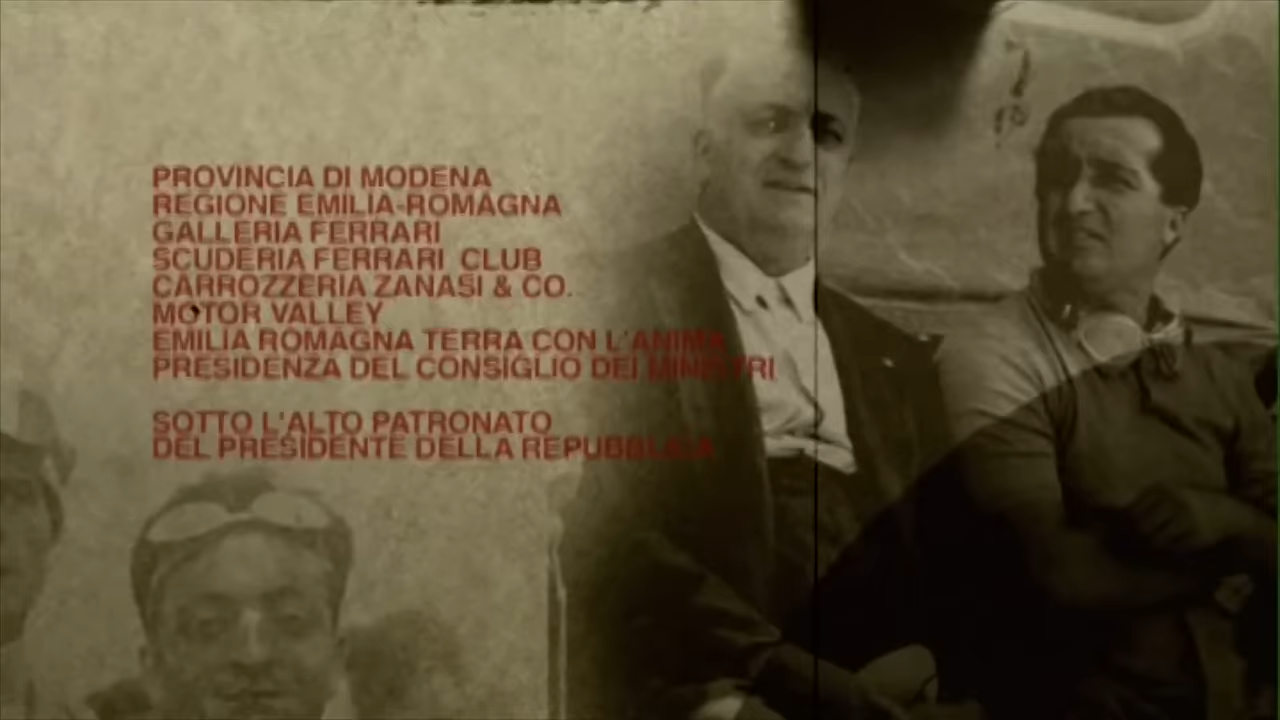 PROVINCIA DI MODENA
REGIONE EMILIA-ROMAGNA
GALLERIA FERRARI
SCUDERIA FERRARI CLUB
CARROZZERIA ZANASI & CO.
MOTOR VALLEY
EMILIA ROMAGNA TERRA CON L'ANIMA
PRESIDENZA DEL CONSIGLIO DEI MINISTRI
SOTTO L'ALTO PATRONATO
DEL PRESIDENTE DELLA REPUBBLICA